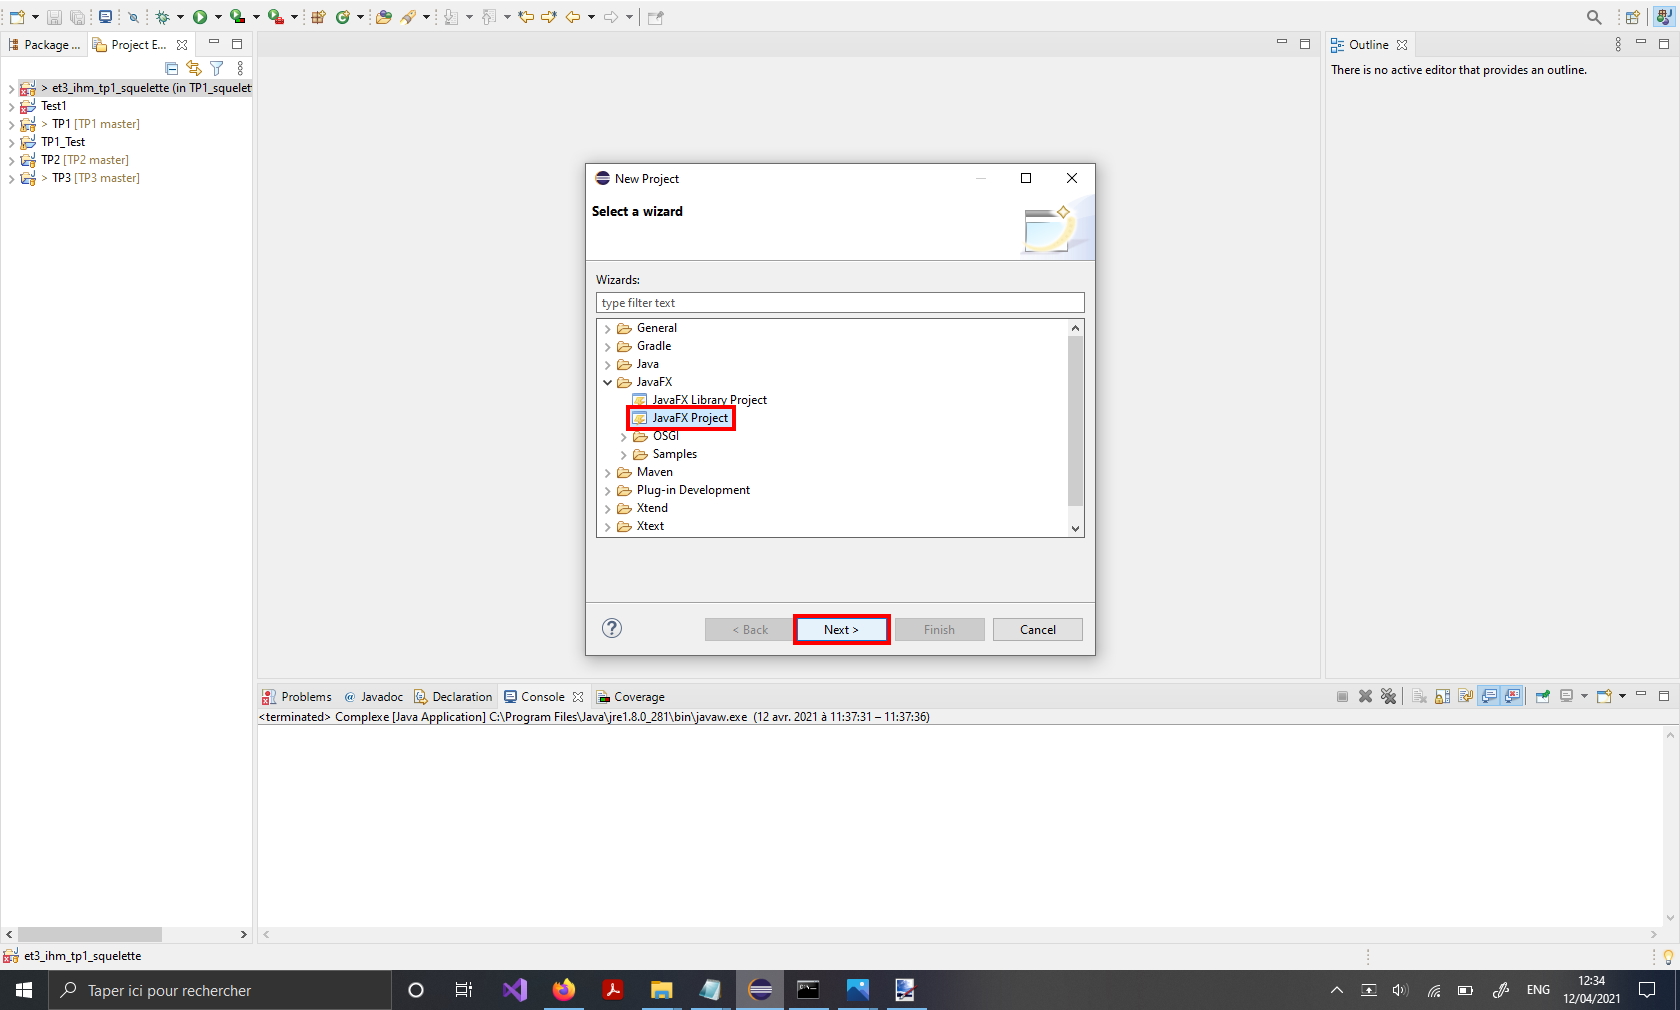 Package ...
Project E...
> et3_ihm_tp1_squelette (in TP1_squelet
Test1
> TP1 [TP1 master]
TP1_Test
TP2 [TP2 master]
> TP3 [TP3 master]
Outline
There is no active editor that provides an outline.
New Project
Select a wizard
Wizards:
type filter text
General
Gradle
Java
JavaFX
JavaFX Library Project
JavaFX Project
OSGi
Samples
Maven
Plug-in Development
Xtend
Xtext
?
< Back
Next >
Finish
Cancel
Problems
@ Javadoc
Declaration
Console
Coverage
<terminated> Complexe [Java Application] C:\Program Files\Java\jre1.8.0_281\bin\javaw.exe (12 avr. 2021 à 11:37:31 – 11:37:36)
et3_ihm_tp1_squelette
Taper ici pour rechercher
ENG
12:34
12/04/2021